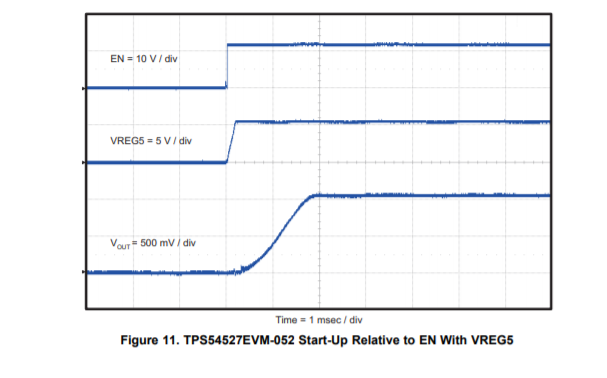 EN = 10 V / div
VREG5 = 5 V / div
VOUT = 500 mV / div
Time = 1 msec / div
Figure 11. TPS54527EVM-052 Start-Up Relative to EN With VREG5